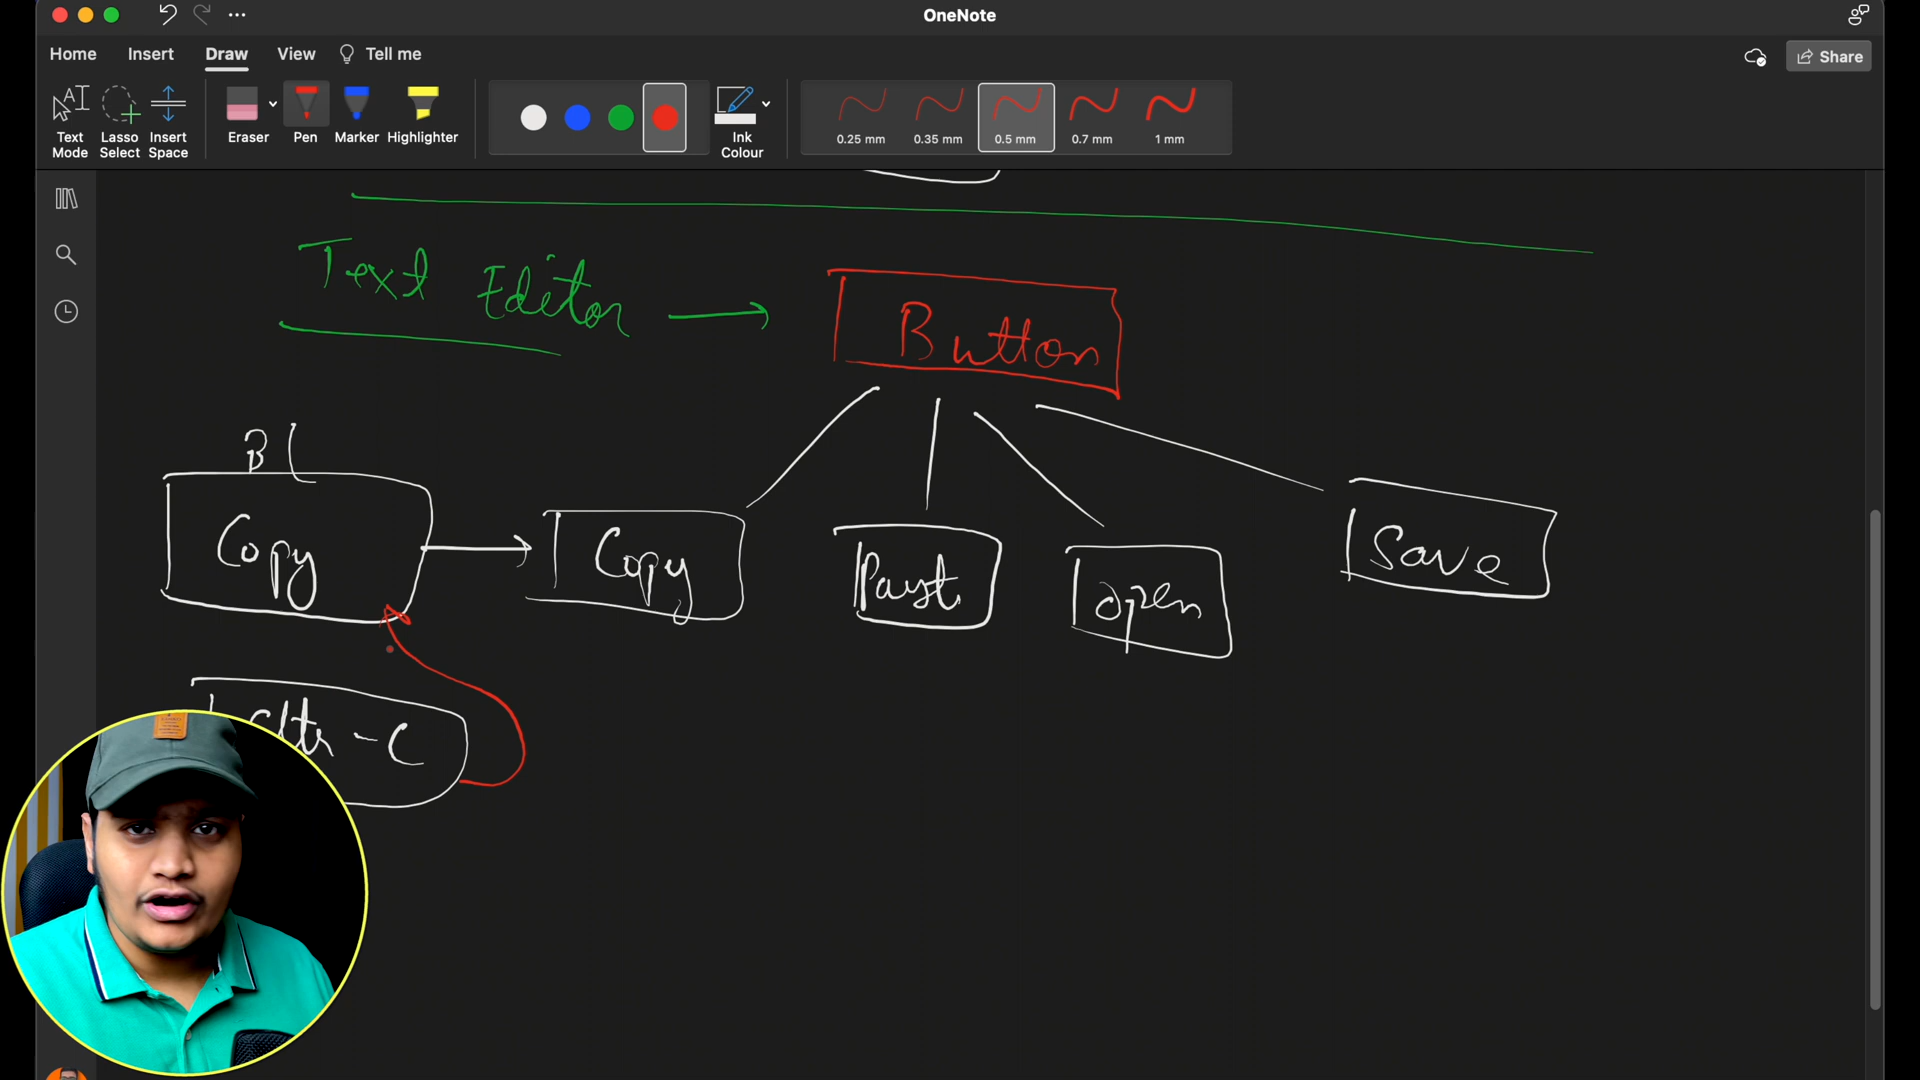 OneNote
Home Insert Draw View Tell me
Share
Text Mode
Lasso Select
Insert Space
Eraser
Pen
Marker
Highlighter
Ink Colour
0.25 mm
0.35 mm
0.5 mm
0.7 mm
1 mm
Text Editor
Button
BL
Copy
Copy
Past
open
Save
- C